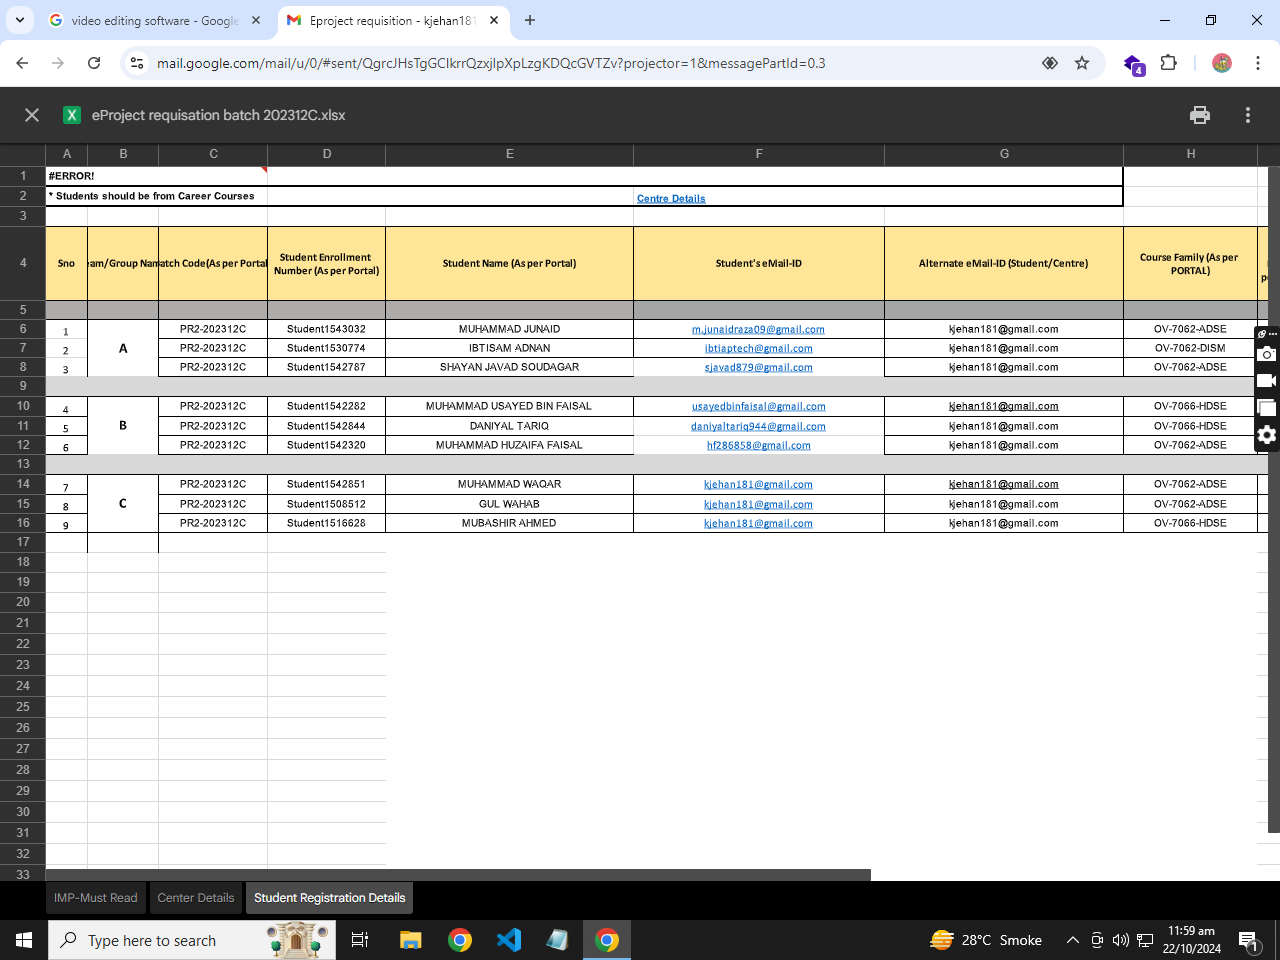 video editing software - Google
Eproject requisition - kjehan181
mail.google.com/mail/u/0/#sent/QgrcJHsTgGClkrrQzxjlpXpLzgKDQcGVTZv?projector=1&messagePartId=0.3
4
X eProject requisation batch 202312C.xlsx
A B C D E F G H
1 #ERROR!
2 * Students should be from Career Courses Centre Details
3
4 Sno eam/Group Nam atch Code(As per Portal Student Enrollment Number (As per Portal) Student Name (As per Portal) Student's eMail-ID Alternate eMail-ID (Student/Centre) Course Family (As per PORTAL)
5
6 1 PR2-202312C Student1543032 MUHAMMAD JUNAID m.junaidraza09@gmail.com kjehan181@gmail.com OV-7062-ADSE
7 2 A PR2-202312C Student1530774 IBTISAM ADNAN ibtiaptech@gmail.com kjehan181@gmail.com OV-7062-DISM
8 3 PR2-202312C Student1542787 SHAYAN JAVAD SOUDAGAR sjavad879@gmail.com kjehan181@gmail.com OV-7062-ADSE
9
10 4 PR2-202312C Student1542282 MUHAMMAD USAYED BIN FAISAL usayedbinfaisal@gmail.com kjehan181@gmail.com OV-7066-HDSE
11 5 B PR2-202312C Student1542844 DANIYAL TARIQ daniyaltariq944@gmail.com kjehan181@gmail.com OV-7066-HDSE
12 6 PR2-202312C Student1542320 MUHAMMAD HUZAIFA FAISAL hf286858@gmail.com kjehan181@gmail.com OV-7062-ADSE
13
14 7 PR2-202312C Student1542851 MUHAMMAD WAQAR kjehan181@gmail.com kjehan181@gmail.com OV-7062-ADSE
15 8 C PR2-202312C Student1508512 GUL WAHAB kjehan181@gmail.com kjehan181@gmail.com OV-7062-ADSE
16 9 PR2-202312C Student1516628 MUBASHIR AHMED kjehan181@gmail.com kjehan181@gmail.com OV-7066-HDSE
17
18
19
20
21
22
23
24
25
26
27
28
29
30
31
32
33
IMP-Must Read Center Details Student Registration Details
Type here to search
28°C Smoke
11:59 am
22/10/2024
1